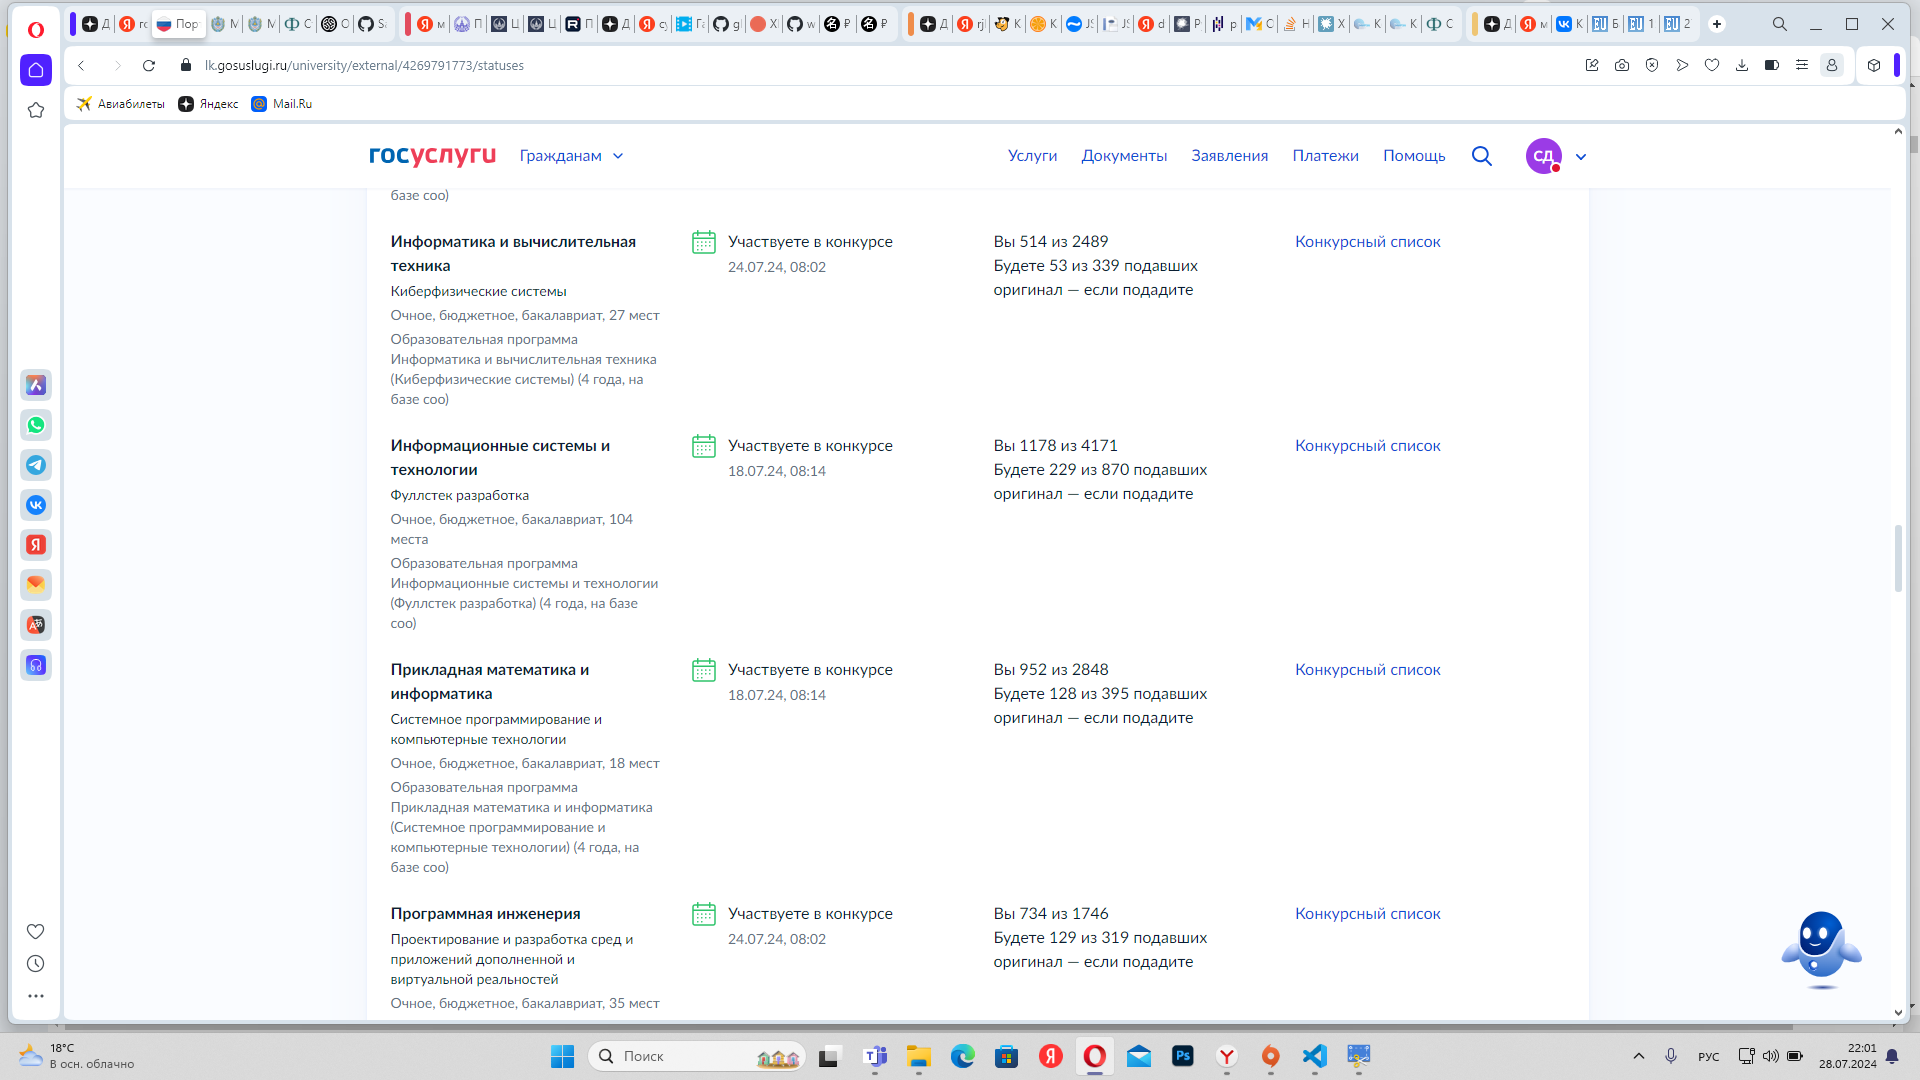 lk.gosuslugi.ru/university/external/4269791773/statuses
Авиабилеты
Яндекс
Mail.Ru
госуслуги
Гражданам
Услуги
Документы
Заявления
Платежи
Помощь
СД
базе соо)
Информатика и вычислительная
техника
Киберфизические системы
Очное, бюджетное, бакалавриат, 27 мест
Образовательная программа
Информатика и вычислительная техника
(Киберфизические системы) (4 года, на
базе соо)
Участвуете в конкурсе
24.07.24, 08:02
Вы 514 из 2489
Будете 53 из 339 подавших
оригинал — если подадите
Конкурсный список
Информационные системы и
технологии
Фуллстек разработка
Очное, бюджетное, бакалавриат, 104
места
Образовательная программа
Информационные системы и технологии
(Фуллстек разработка) (4 года, на базе
соо)
Участвуете в конкурсе
18.07.24, 08:14
Вы 1178 из 4171
Будете 229 из 870 подавших
оригинал — если подадите
Конкурсный список
Прикладная математика и
информатика
Системное программирование и
компьютерные технологии
Очное, бюджетное, бакалавриат, 18 мест
Образовательная программа
Прикладная математика и информатика
(Системное программирование и
компьютерные технологии) (4 года, на
базе соо)
Участвуете в конкурсе
18.07.24, 08:14
Вы 952 из 2848
Будете 128 из 395 подавших
оригинал — если подадите
Конкурсный список
Программная инженерия
Проектирование и разработка сред и
приложений дополненной и
виртуальной реальностей
Очное, бюджетное, бакалавриат, 35 мест
Участвуете в конкурсе
24.07.24, 08:02
Вы 734 из 1746
Будете 129 из 319 подавших
оригинал — если подадите
Конкурсный список
18°C
В осн. облачно
Поиск
РУС
22:01
28.07.2024